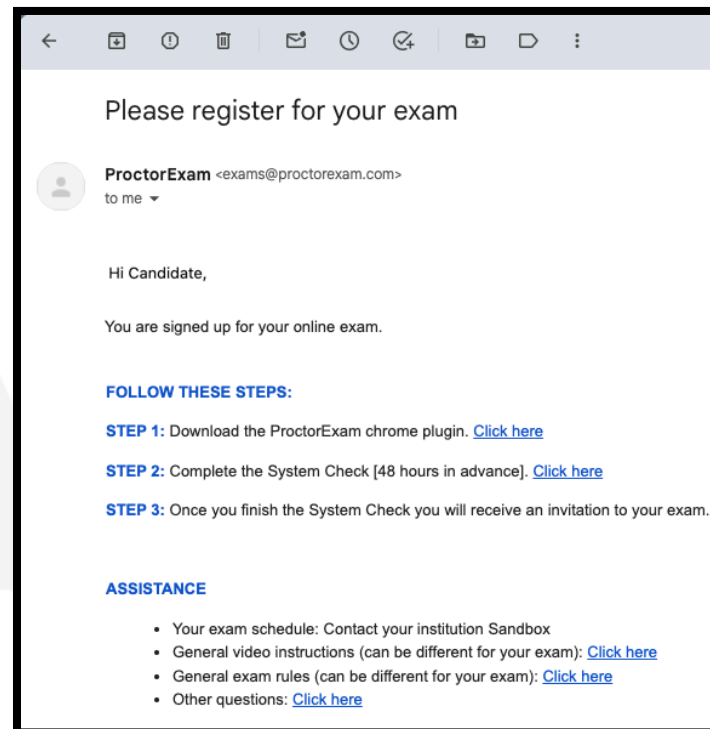 Please register for your exam
ProctorExam <exams@proctorexam.com>
to me
Hi Candidate,
You are signed up for your online exam.
FOLLOW THESE STEPS:
STEP 1: Download the ProctorExam chrome plugin. Click here
STEP 2: Complete the System Check [48 hours in advance]. Click here
STEP 3: Once you finish the System Check you will receive an invitation to your exam.
ASSISTANCE
• Your exam schedule: Contact your institution Sandbox
• General video instructions (can be different for your exam): Click here
• General exam rules (can be different for your exam): Click here
• Other questions: Click here